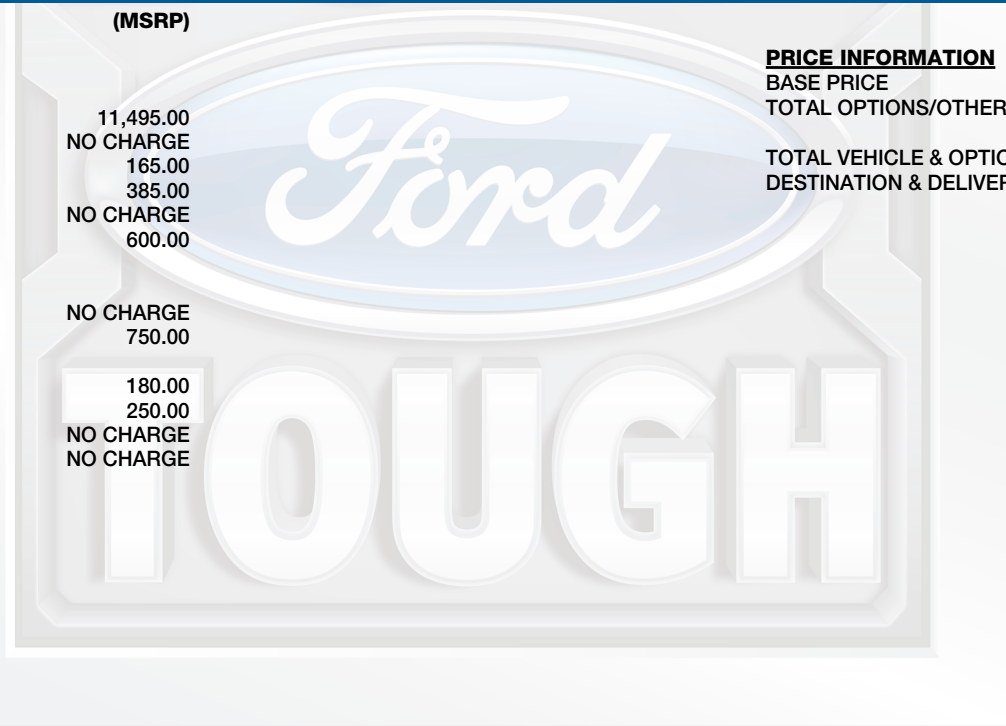 (MSRP)
11,495.00
NO CHARGE
165.00
385.00
NO CHARGE
600.00
NO CHARGE
750.00
180.00
250.00
NO CHARGE
NO CHARGE
PRICE INFORMATION
BASE PRICE
TOTAL OPTIONS/OTHER
TOTAL VEHICLE & OPTIO
DESTINATION & DELIVER
Ford
TOUGH